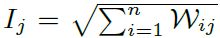 $I_j = \sqrt{\sum_{i=1}^{n} \mathcal{W}_{ij}}$